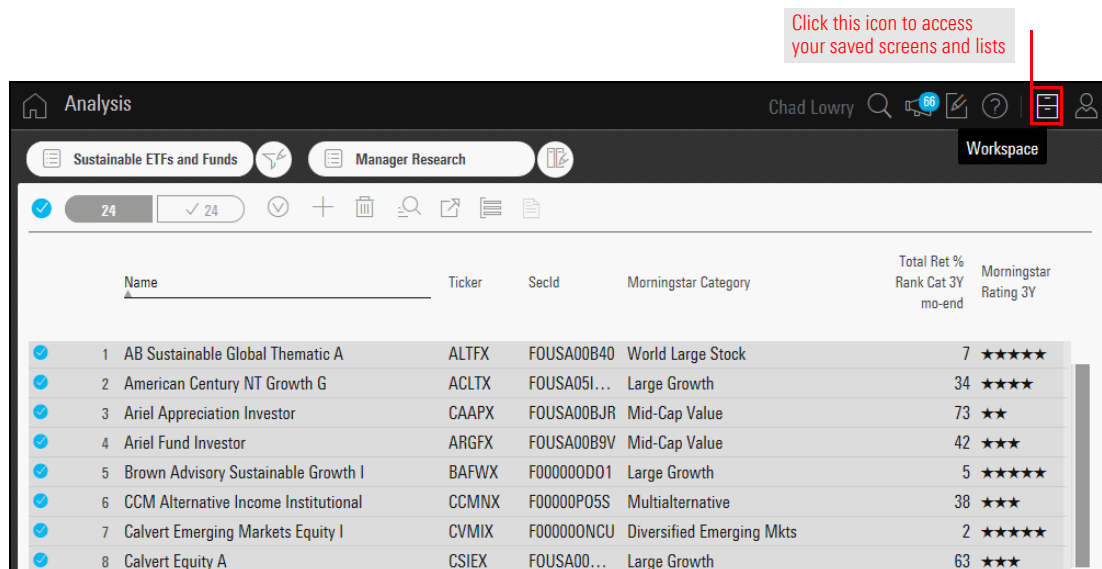 Click this icon to access
your saved screens and lists
Analysis
Chad Lowry
66
Workspace
Sustainable ETFs and Funds
Manager Research
24
24
Name
Ticker
SecId
Morningstar Category
Total Ret %
Rank Cat 3Y
mo-end
Morningstar
Rating 3Y
1 AB Sustainable Global Thematic A ALTFX FOUSA00B40 World Large Stock 7 ★★★★★
2 American Century NT Growth G ACLTX FOUSA05I... Large Growth 34 ★★★★
3 Ariel Appreciation Investor CAAPX FOUSA00BJR Mid-Cap Value 73 ★★
4 Ariel Fund Investor ARGFX FOUSA00B9V Mid-Cap Value 42 ★★★
5 Brown Advisory Sustainable Growth I BAFWX F000000DO1 Large Growth 5 ★★★★★
6 CCM Alternative Income Institutional CCMNX F00000PO5S Multialternative 38 ★★★
7 Calvert Emerging Markets Equity I CVMIX F00000ONCU Diversified Emerging Mkts 2 ★★★★★
8 Calvert Equity A CSIEX FOUSA00... Large Growth 63 ★★★